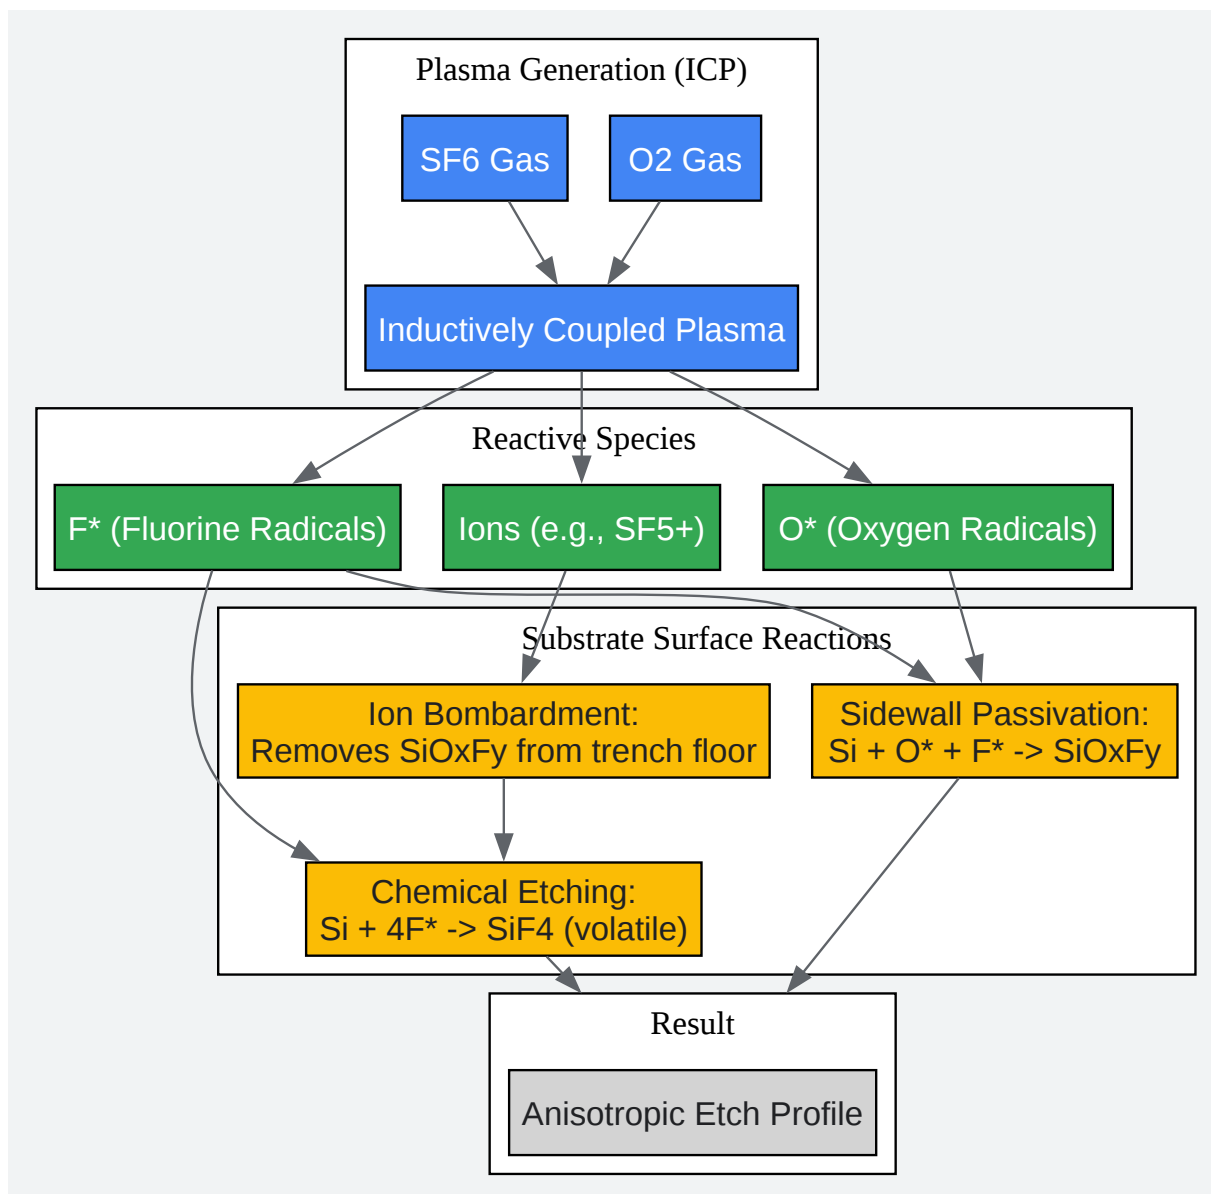 Plasma Generation (ICP)
SF6 Gas
O2 Gas
Inductively Coupled Plasma
Reactive Species
F* (Fluorine Radicals)
Ions (e.g., SF5+)
O* (Oxygen Radicals)
Substrate Surface Reactions
Ion Bombardment:
Removes SiOxFy from trench floor
Sidewall Passivation:
Si + O* + F* -> SiOxFy
Chemical Etching:
Si + 4F* -> SiF4 (volatile)
Result
Anisotropic Etch Profile